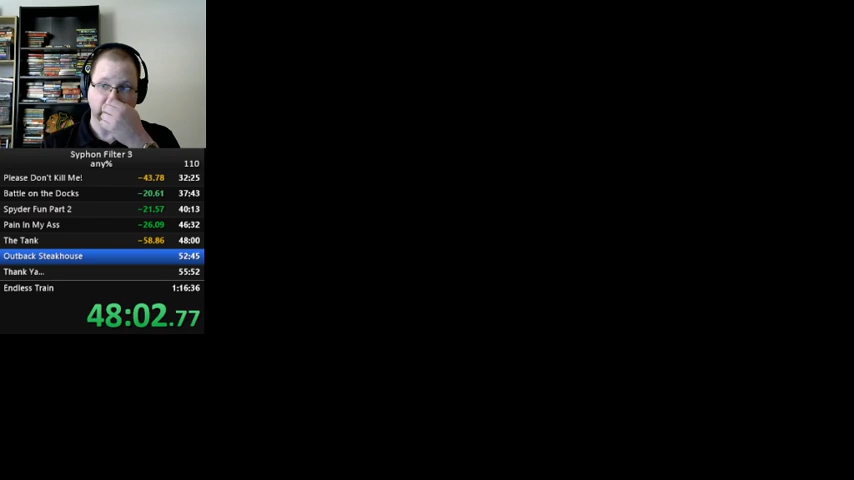 Syphon Filter 3
any% 110
Please Don't Kill Me! -43.78 32:25
Battle on the Docks -20.61 37:43
Spyder Fun Part 2 -21.57 40:13
Pain In My Ass -26.09 46:32
The Tank -58.86 48:00
Outback Steakhouse 52:45
Thank Ya... 55:52
Endless Train 1:16:36
48:02.77